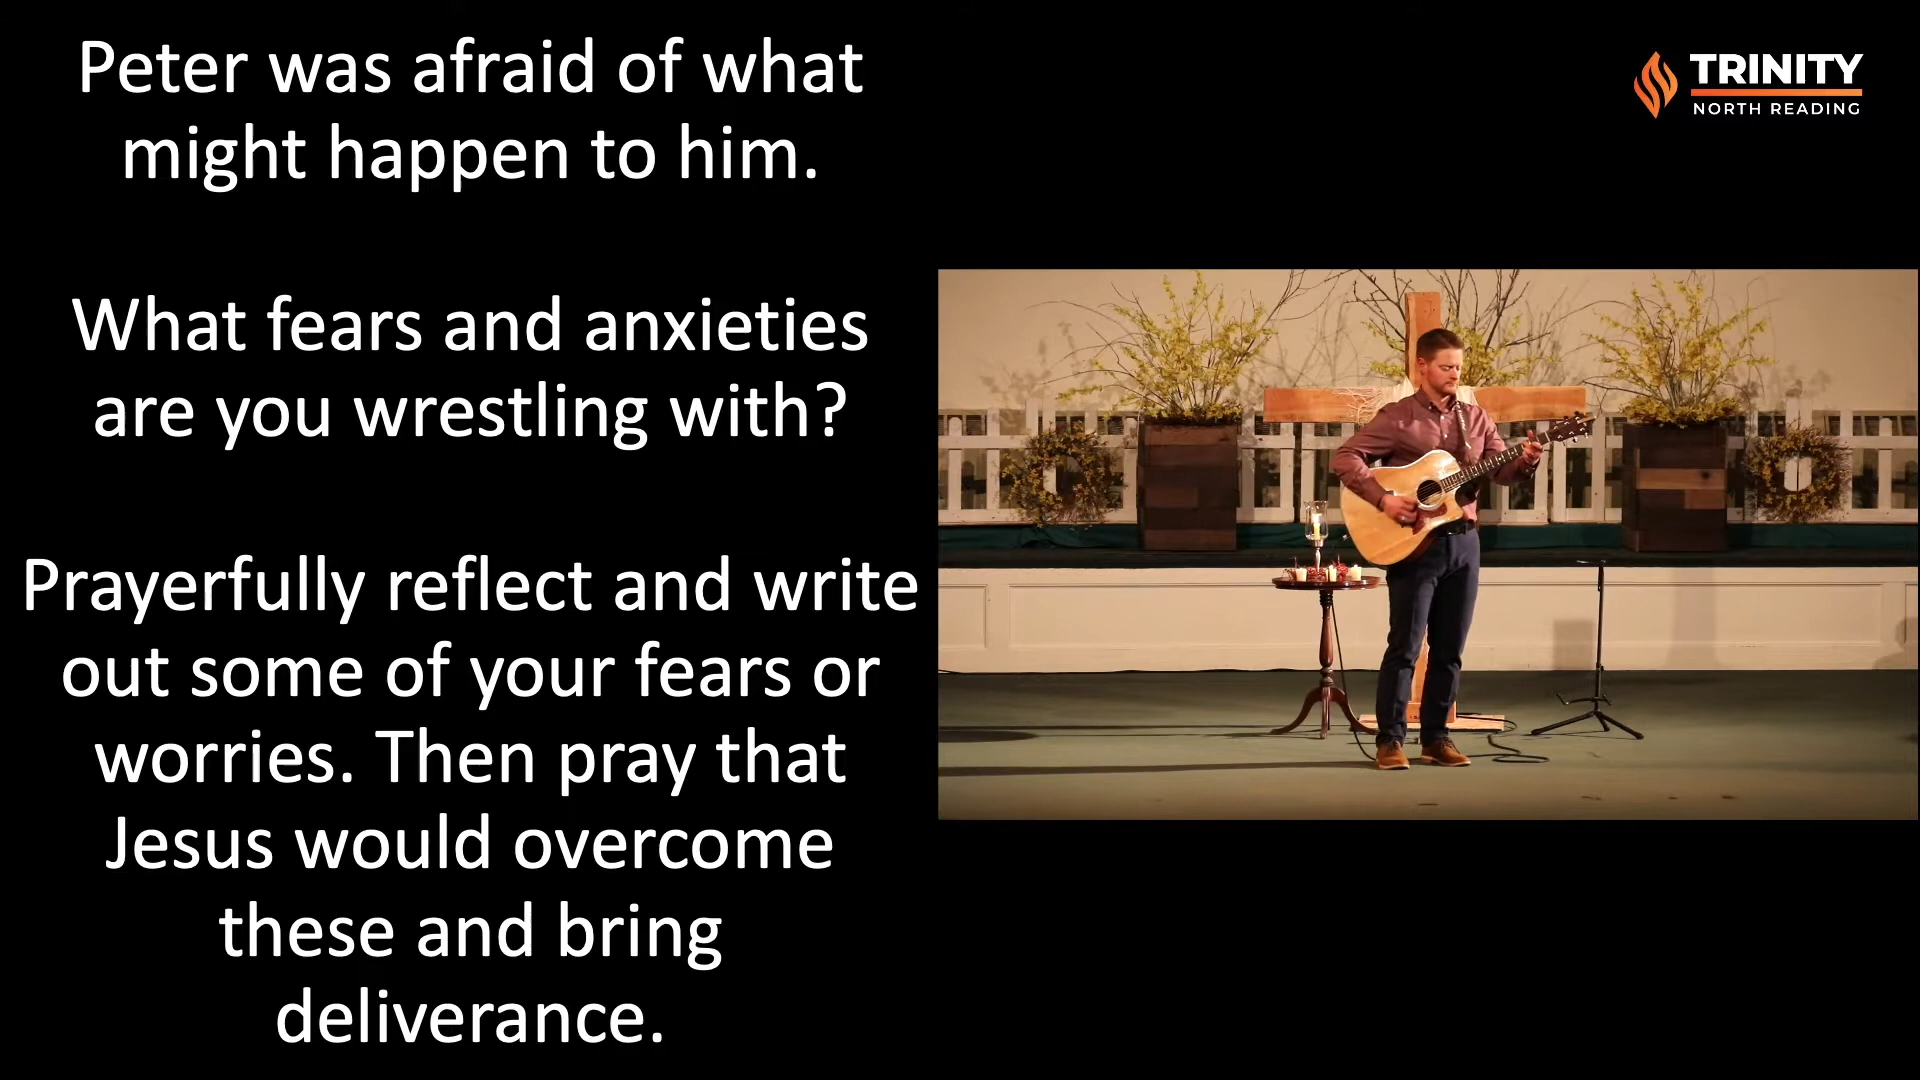 Peter was afraid of what
might happen to him.
What fears and anxieties
are you wrestling with?
Prayerfully reflect and write
out some of your fears or
worries. Then pray that
Jesus would overcome
these and bring
deliverance.
TRINITY
NORTH READING